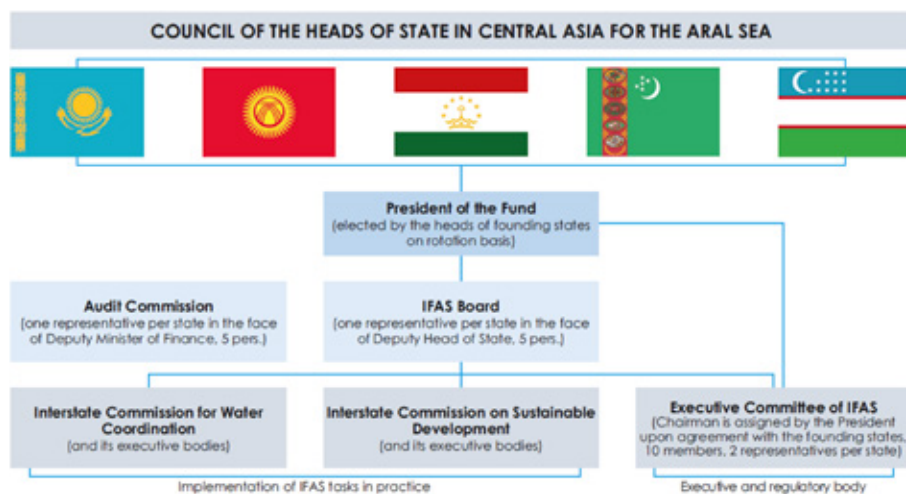 COUNCIL OF THE HEADS OF STATE IN CENTRAL ASIA FOR THE ARAL SEA
President of the Fund
(elected by the heads of founding states
on rotation basis)
Audit Commission
(one representative per state in the face
of Deputy Minister of Finance, 5 pers.)
IFAS Board
(one representative per state in the face
of Deputy Head of State, 5 pers.)
Interstate Commission for Water
Coordination
(and its executive bodies)
Interstate Commission on Sustainable
Development
(and its executive bodies)
Executive Committee of IFAS
(Chairman is assigned by the President
upon agreement with the founding states,
10 members, 2 representatives per state)
Implementation of IFAS tasks in practice
Executive and regulatory body